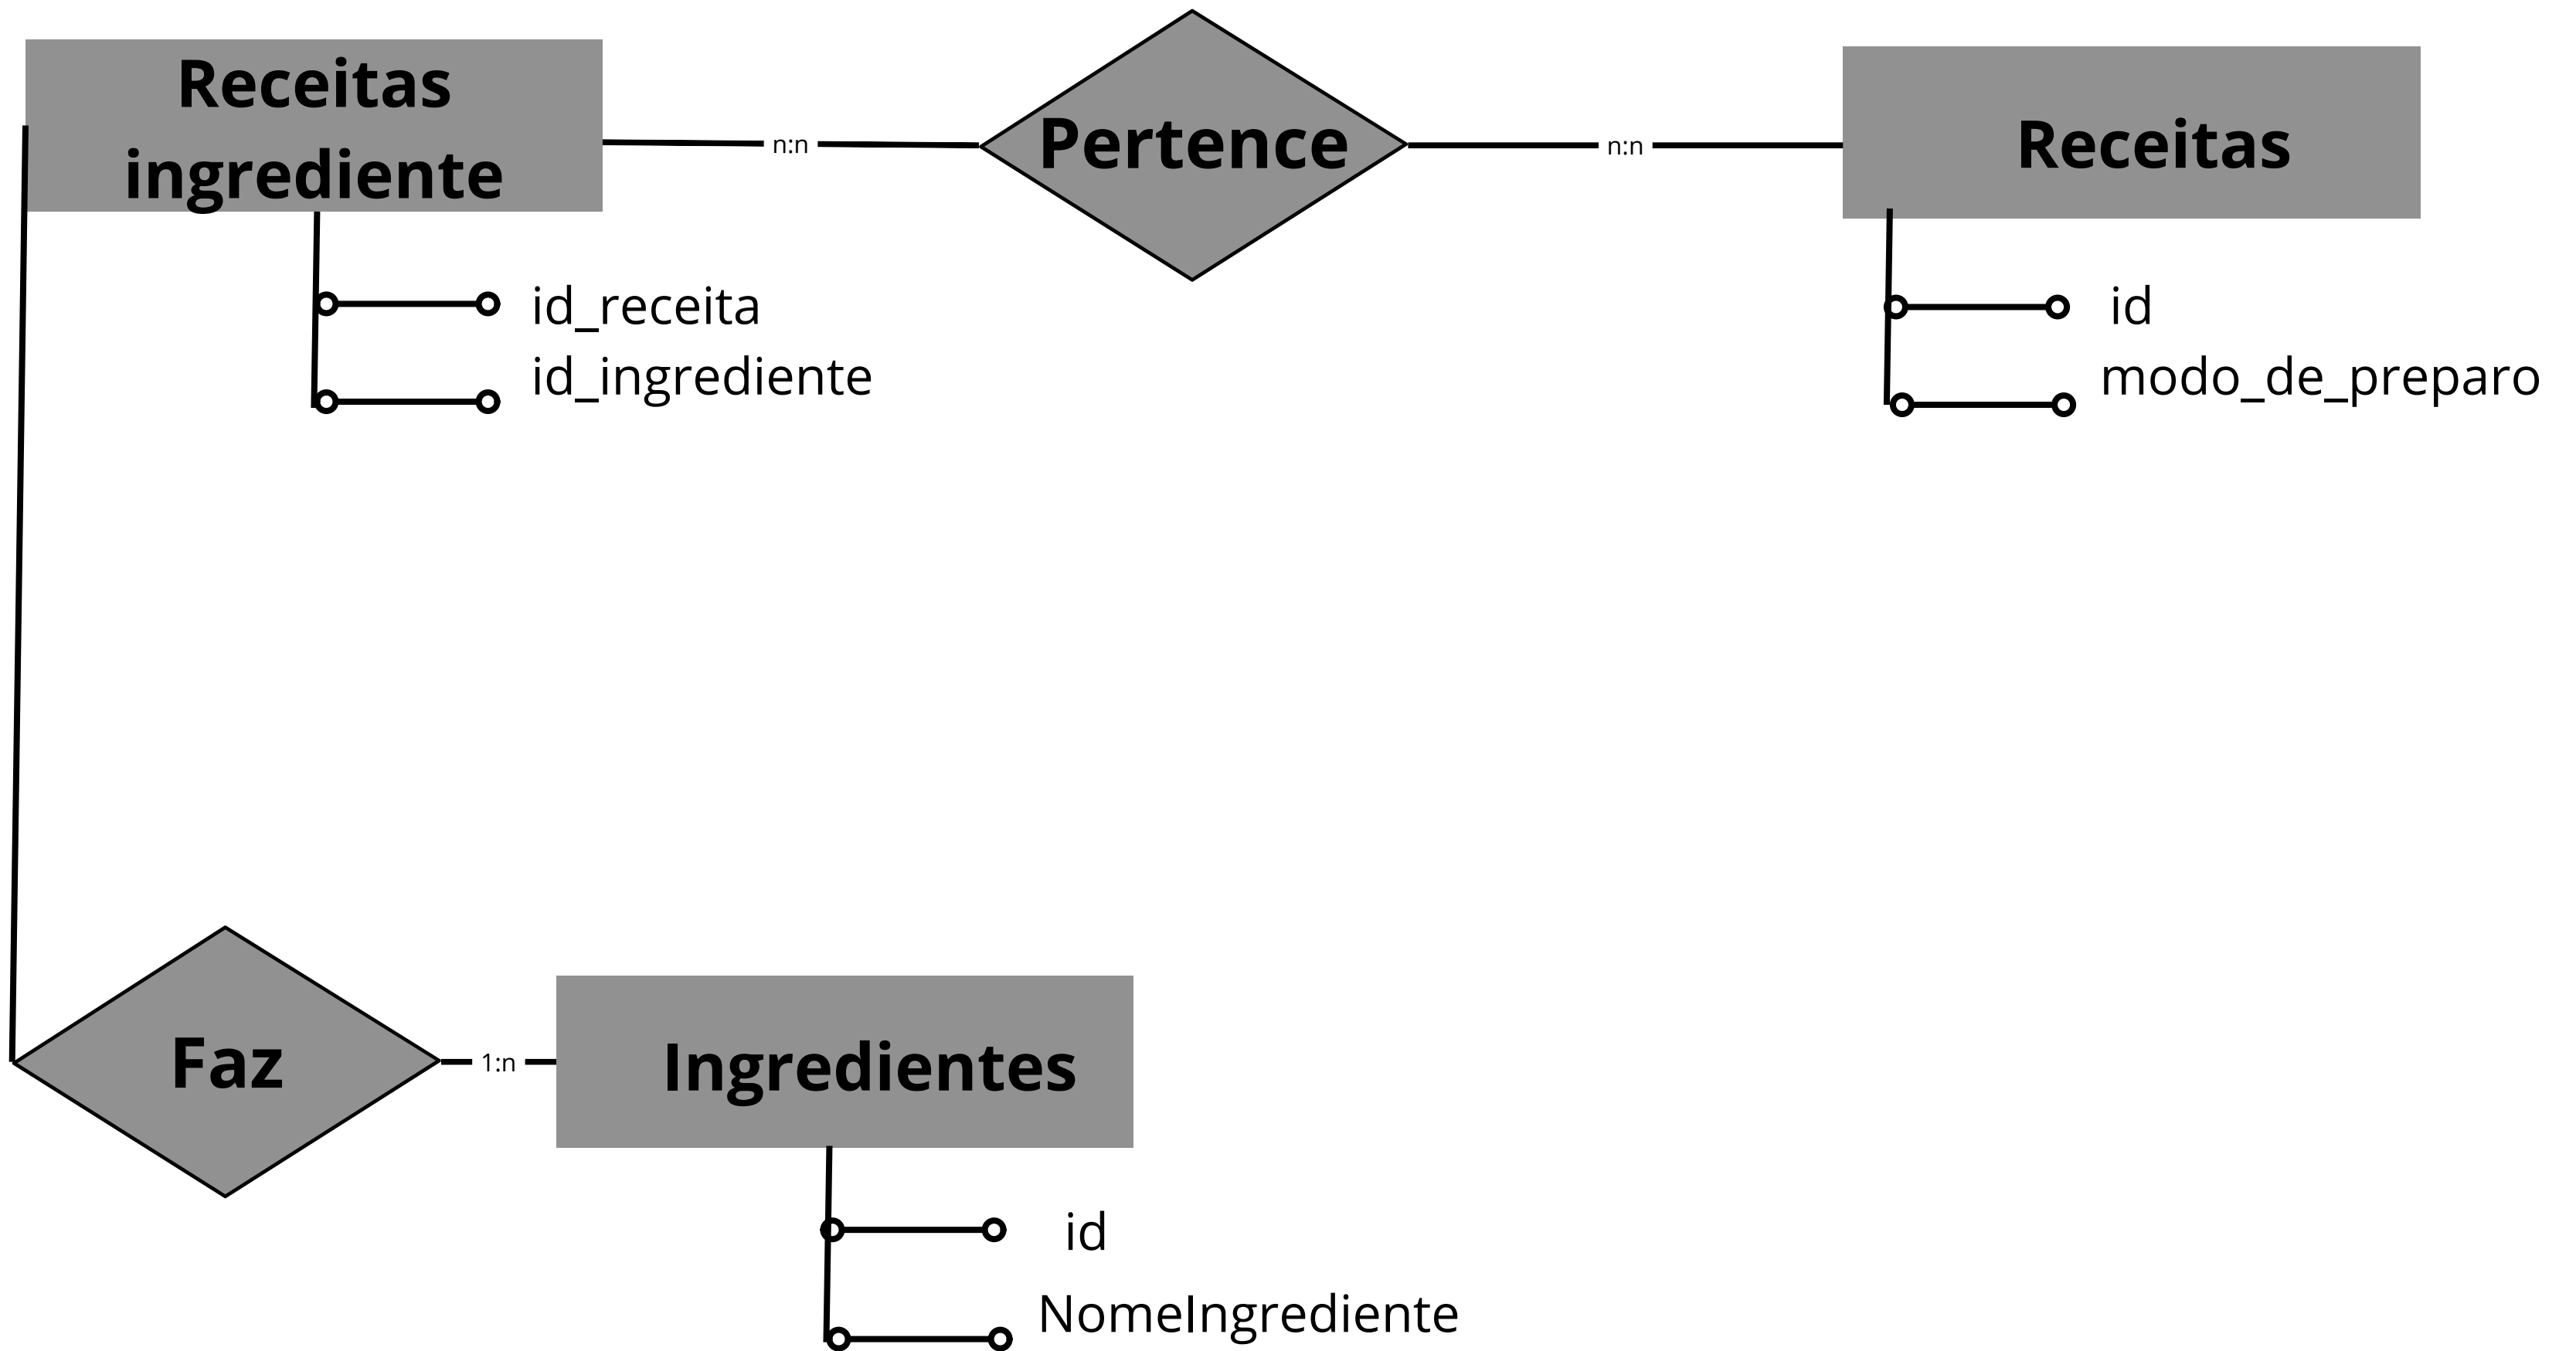 Receitas
ingrediente
n:n
Pertence
n:n
Receitas
id_receita
id_ingrediente
id
modo_de_preparo
Faz
1:n
Ingredientes
id
NomeIngrediente